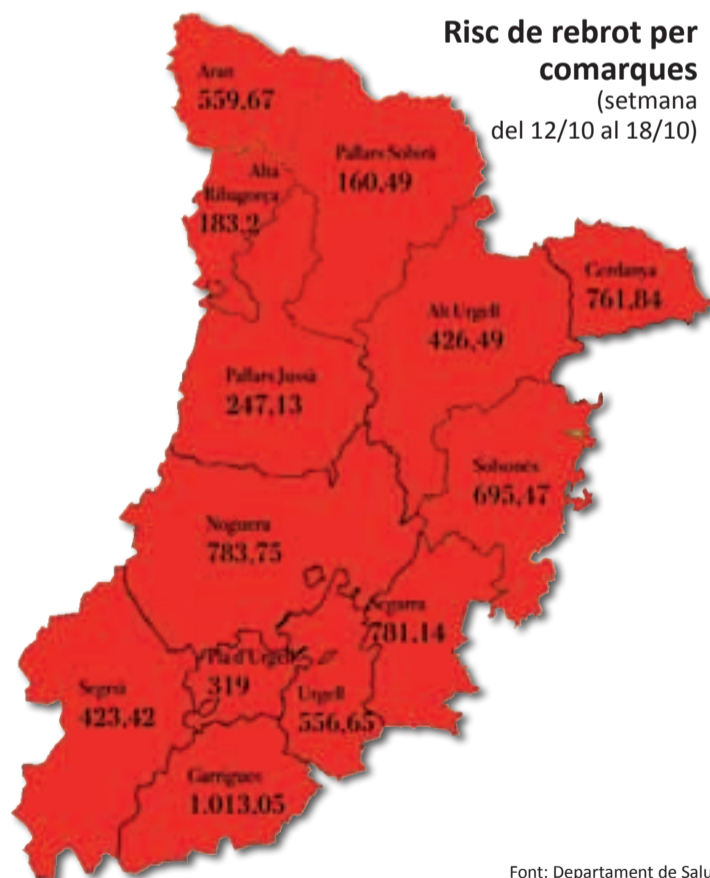 Risc de rebrot per
comarques
(setmana
del 12/10 al 18/10)
Aran
559,67
Pallars Sobirà
160,49
Alta
Ribagorça
183,2
Cerdanya
761,84
Alt Urgell
426,49
Pallars Jussà
247,13
Solsonès
695,47
Noguera
783,75
Segarra
781,14
Pla d'Urgell
319
Segrià
423,42
Urgell
556,65
Garrigues
1.013,05
Font: Departament de Salu